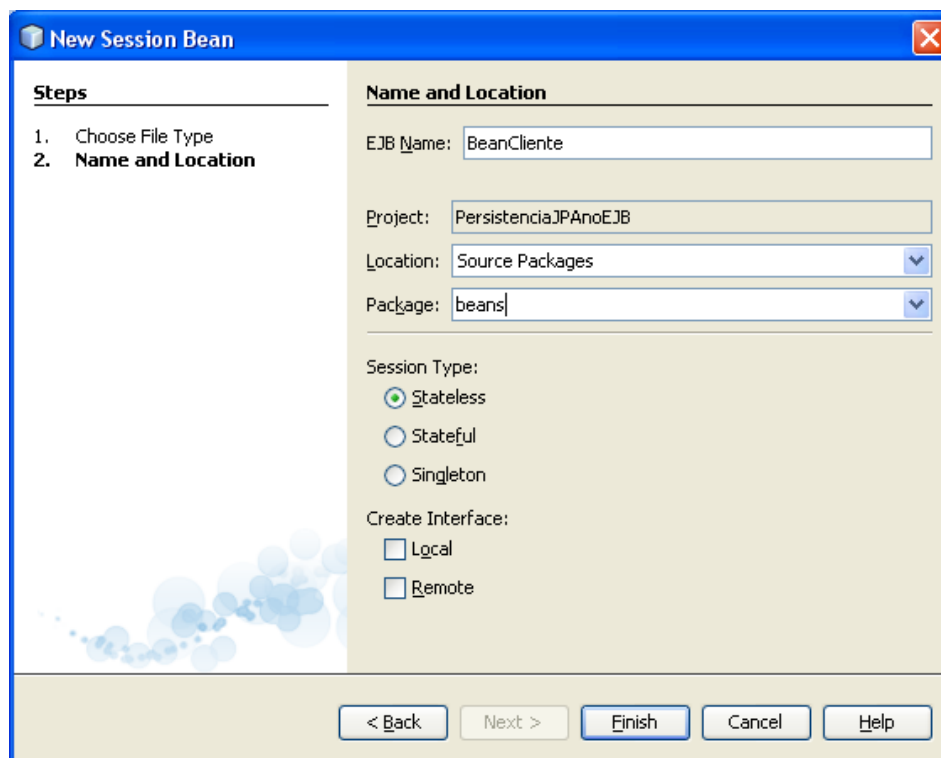 New Session Bean
Steps
1. Choose File Type
2. Name and Location
Name and Location
EJB Name: BeanCliente
Project: PersistenciaJPAnoEJB
Location: Source Packages
Package: beans
Session Type:
Stateless
Stateful
Singleton
Create Interface:
Local
Remote
< Back Next > Finish Cancel Help